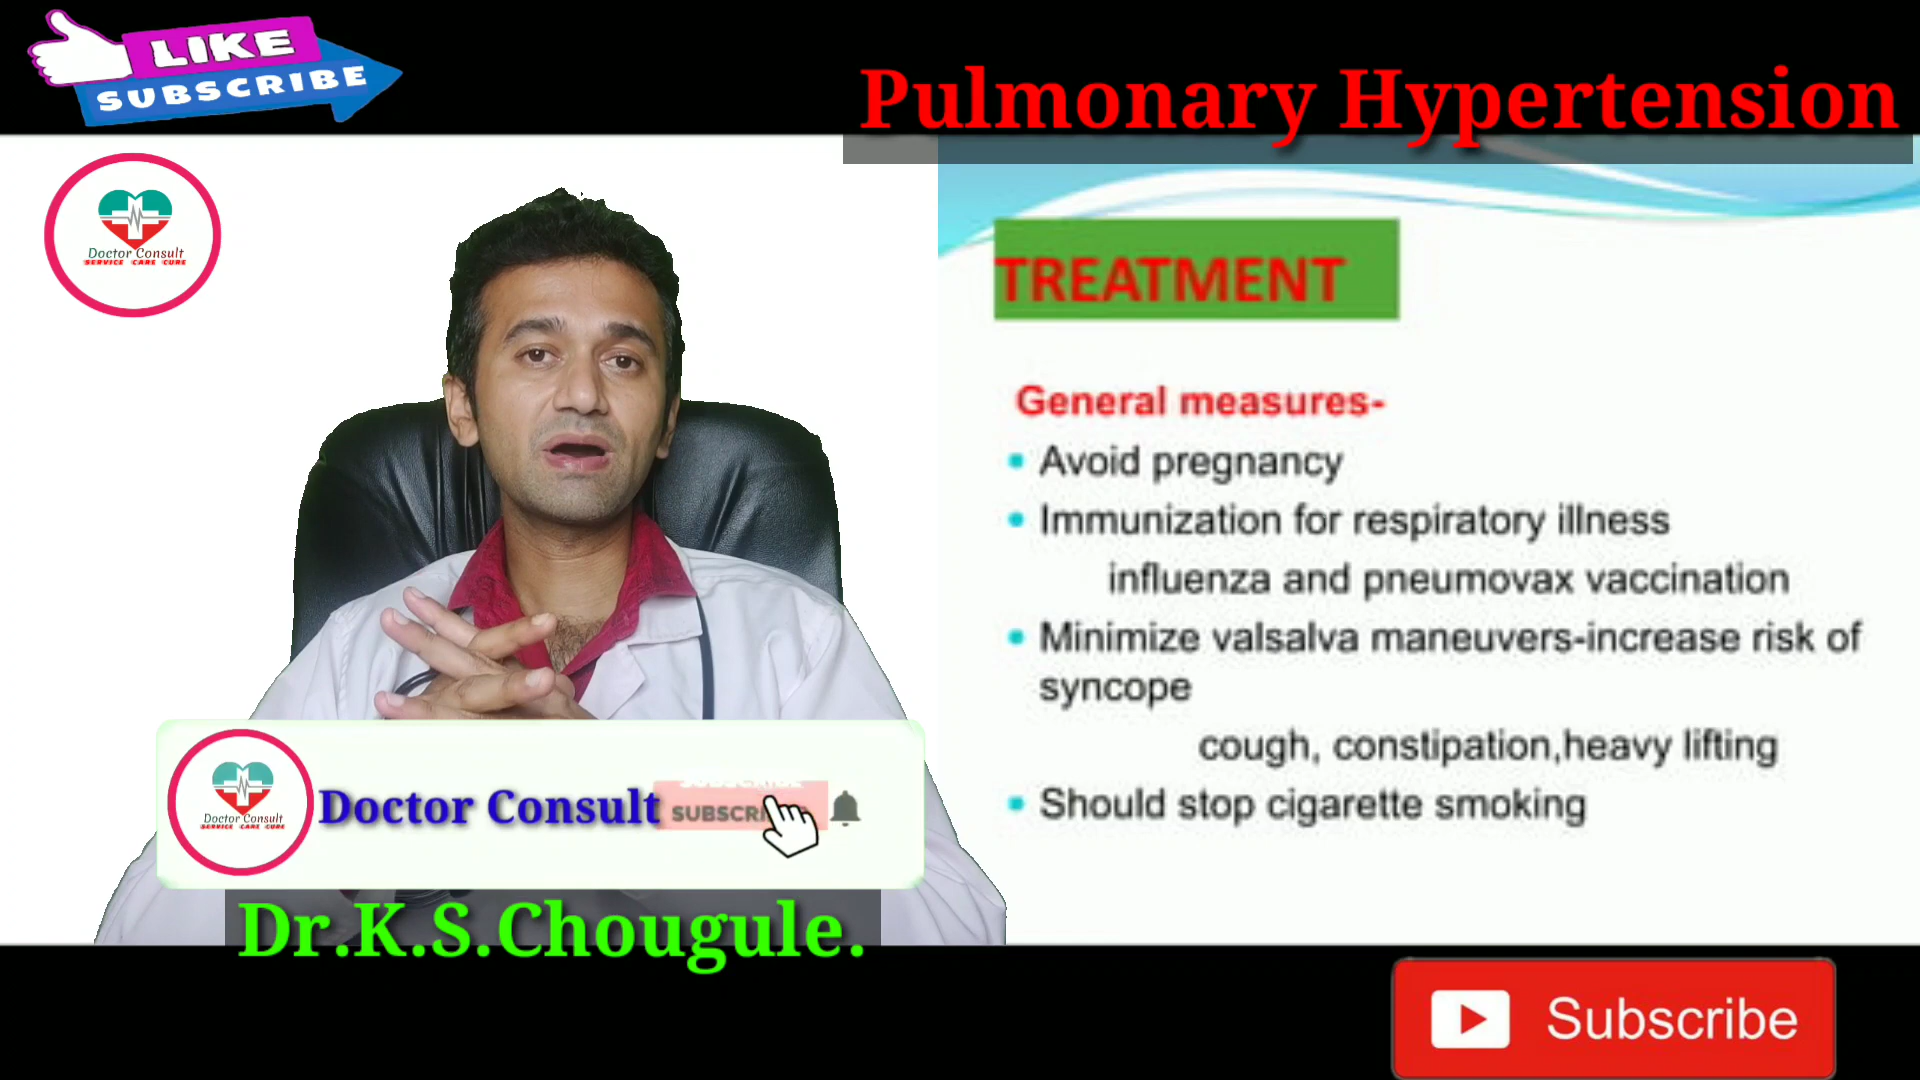 LIKE
SUBSCRIBE
Pulmonary Hypertension
Doctor Consult
SERVICE CARE CURE
TREATMENT
General measures-
• Avoid pregnancy
• Immunization for respiratory illness
influenza and pneumovax vaccination
• Minimize valsalva maneuvers-increase risk of
syncope
cough, constipation,heavy lifting
• Should stop cigarette smoking
Doctor Consult
SERVICE CARE CURE
Doctor Consult
Dr.K.S.Chougule.
Subscribe